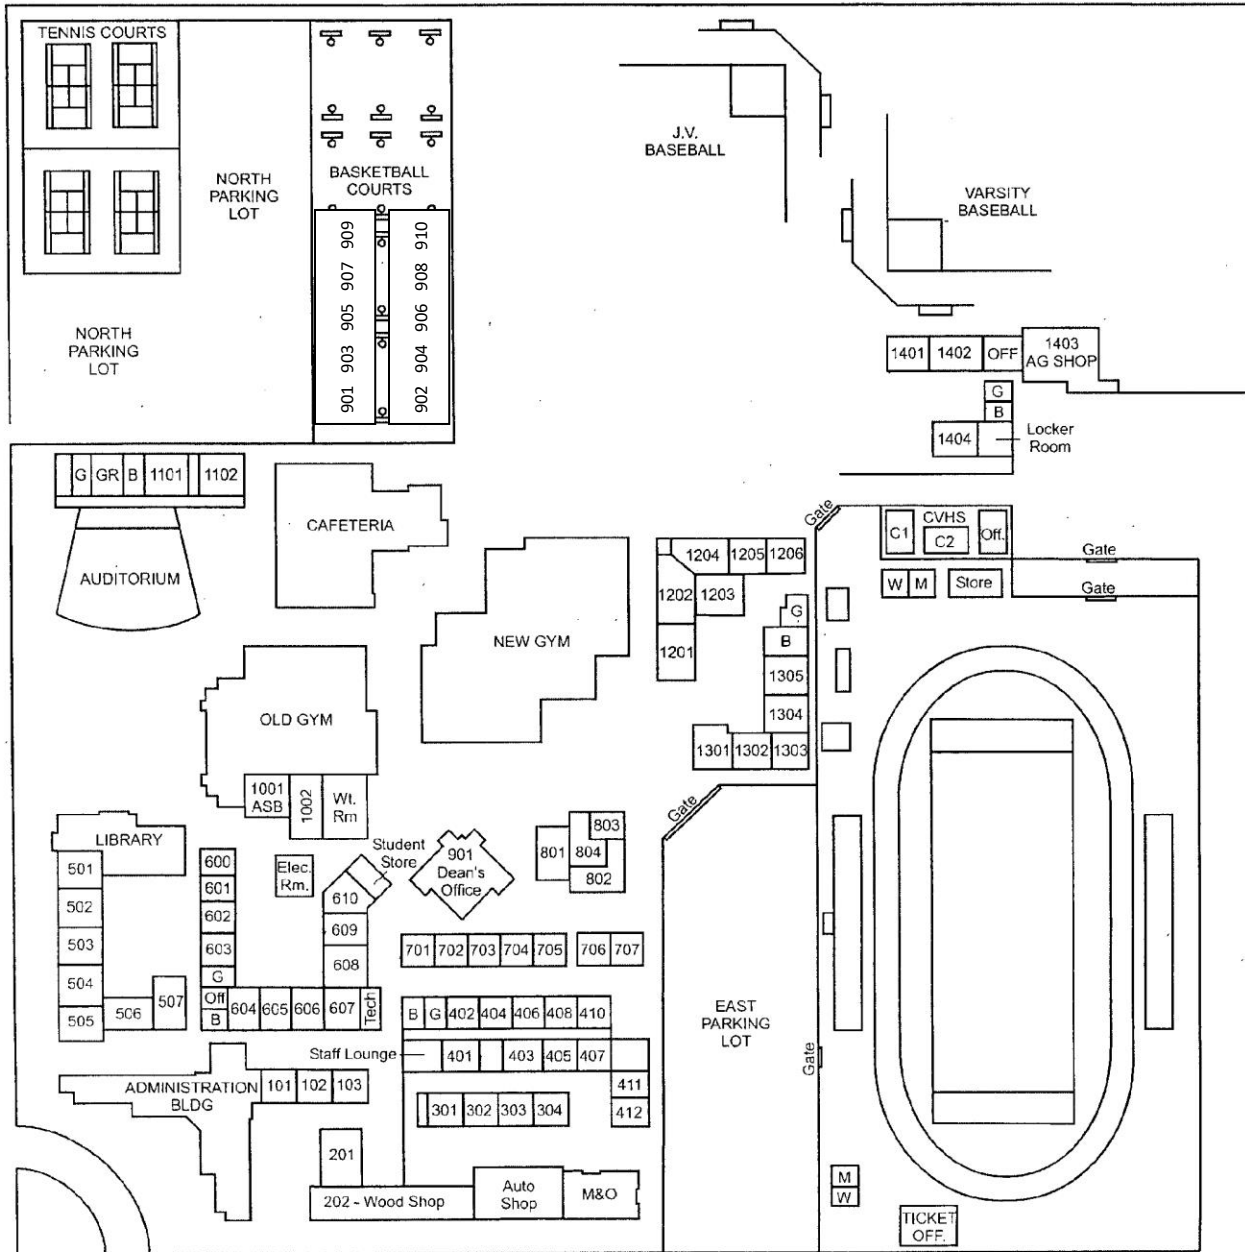 TENNIS COURTS
NORTH
PARKING
LOT
BASKETBALL
COURTS
J.V.
BASEBALL
VARSITY
BASEBALL
909
910
907
908
905
906
903
904
901
902
NORTH
PARKING
LOT
1401
1402
OFF
1403
AG SHOP
G
B
1404
Locker
Room
G
GR
B
1101
1102
AUDITORIUM
CAFETERIA
NEW GYM
OLD GYM
1001
ASB
1002
Wt.
Rm
1204
1205
1206
1202
1203
1201
G
B
1305
1304
1301
1302
1303
Gate
CVHS
C1
C2
Off.
Gate
Gate
W
M
Store
Gate
LIBRARY
501
502
503
504
505
506
507
600
601
602
603
G
Off
B
604
605
606
607
Tech
608
609
610
Elec.
Rm.
Student
Store
901
Dean's
Office
801
803
804
802
701
702
703
704
705
706
707
B
G
402
404
406
408
410
Staff Lounge
401
403
405
407
411
412
301
302
303
304
ADMINISTRATION
BLDG
101
102
103
201
202 - Wood Shop
Auto
Shop
M&O
EAST
PARKING
LOT
Gate
M
W
TICKET
OFF.